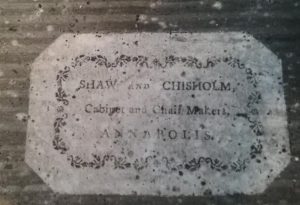 SHAW AND CHISHOLM,
Cabinet and Chair Makers,
ANNAPOLIS.